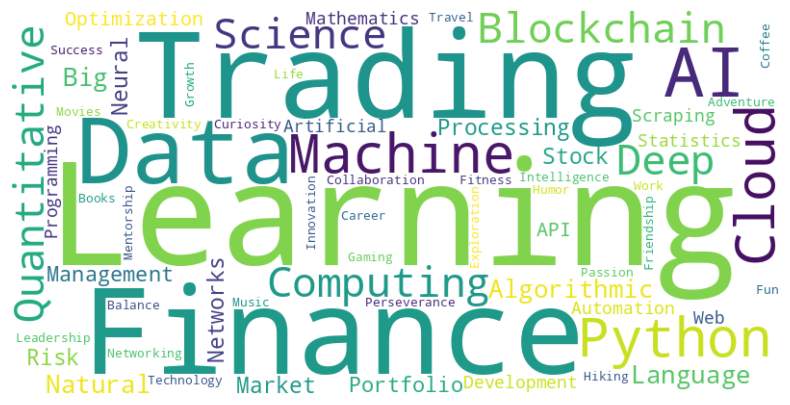 Optimization
Mathematics
Travel
Blockchain
Science
Trading
AI
Coffee
Success
Neural
Quantitative
Big
Growth
Life
Movies
Adventure
Scraping
Creativity
Curiosity
Artificial
Processing
Statistics
Programming
Data
Machine
Stock
Deep
Cloud
Collaboration
Fitness
Intelligence
Humor
Work
Learning
Books
Mentorship
Innovation
Career
Exploration
API
Friendship
Gaming
Management
Networks
Computing
Passion
Algorithmic
Fun
Finance
Balance
Music
Perseverance
Automation
Web
Python
Leadership
Risk
Networking
Natural
Technology
Market
Portfolio
Development
Hiking
Language